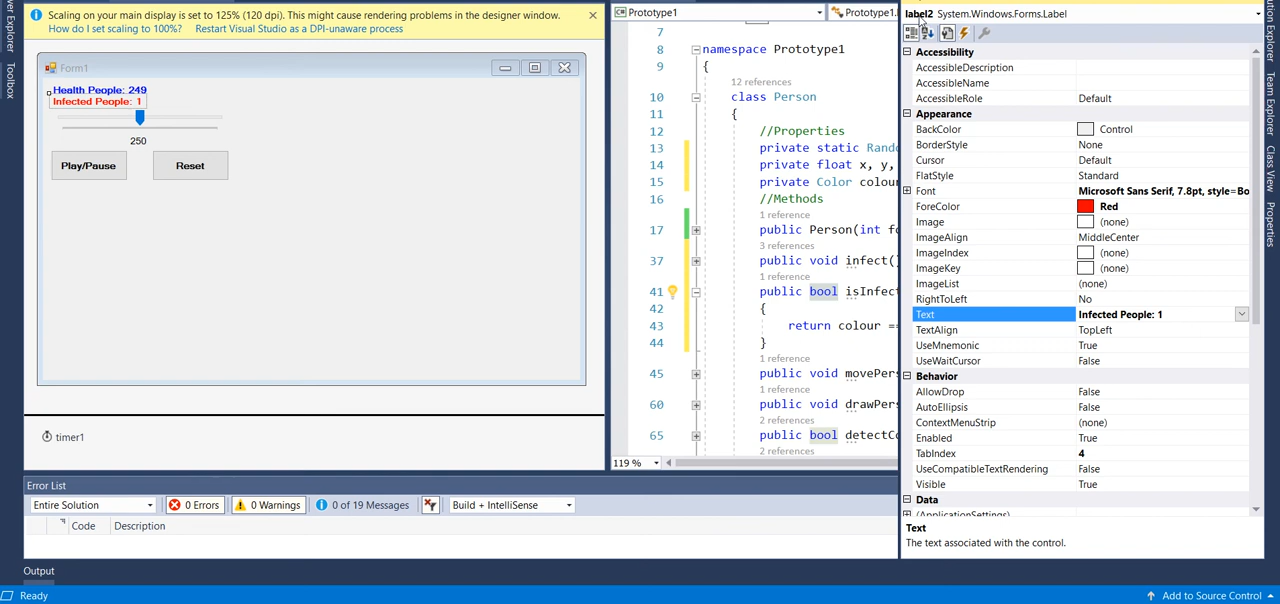 er Explorer
Toolbox
Scaling on your main display is set to 125% (120 dpi). This might cause rendering problems in the designer window.
How do I set scaling to 100%? Restart Visual Studio as a DPI-unaware process
Form1
Health People: 249
Infected People: 1
250
Play/Pause
Reset
timer1
Prototype1
Prototype1.
7
8 namespace Prototype1
9 {
12 references
10 class Person
11 {
12 //Properties
13 private static Rand
14 private float x, y,
15 private Color colou
16 //Methods
1 reference
17 public Person(int fo
3 references
37 public void infect()
1 reference
41 public bool isInfect
42 {
43 return colour =
44 }
1 reference
45 public void movePers
1 reference
60 public void drawPers
2 references
65 public bool detectCo
2 references
119 %
label2 System.Windows.Forms.Label
Accessibility
AccessibleDescription
AccessibleName
AccessibleRole Default
Appearance
BackColor Control
BorderStyle None
Cursor Default
FlatStyle Standard
Font Microsoft Sans Serif, 7.8pt, style=Bo
ForeColor Red
Image (none)
ImageAlign MiddleCenter
ImageIndex (none)
ImageKey (none)
ImageList (none)
RightToLeft No
Text Infected People: 1
TextAlign TopLeft
UseMnemonic True
UseWaitCursor False
Behavior
AllowDrop False
AutoEllipsis False
ContextMenuStrip (none)
Enabled True
TabIndex 4
UseCompatibleTextRendering False
Visible True
Data
(ApplicationSettings)
Text
The text associated with the control.
ution Explorer
Team Explorer
Class View
Properties
Error List
Entire Solution
0 Errors
0 Warnings
0 of 19 Messages
Build + IntelliSense
Code
Description
Output
Ready
Add to Source Control